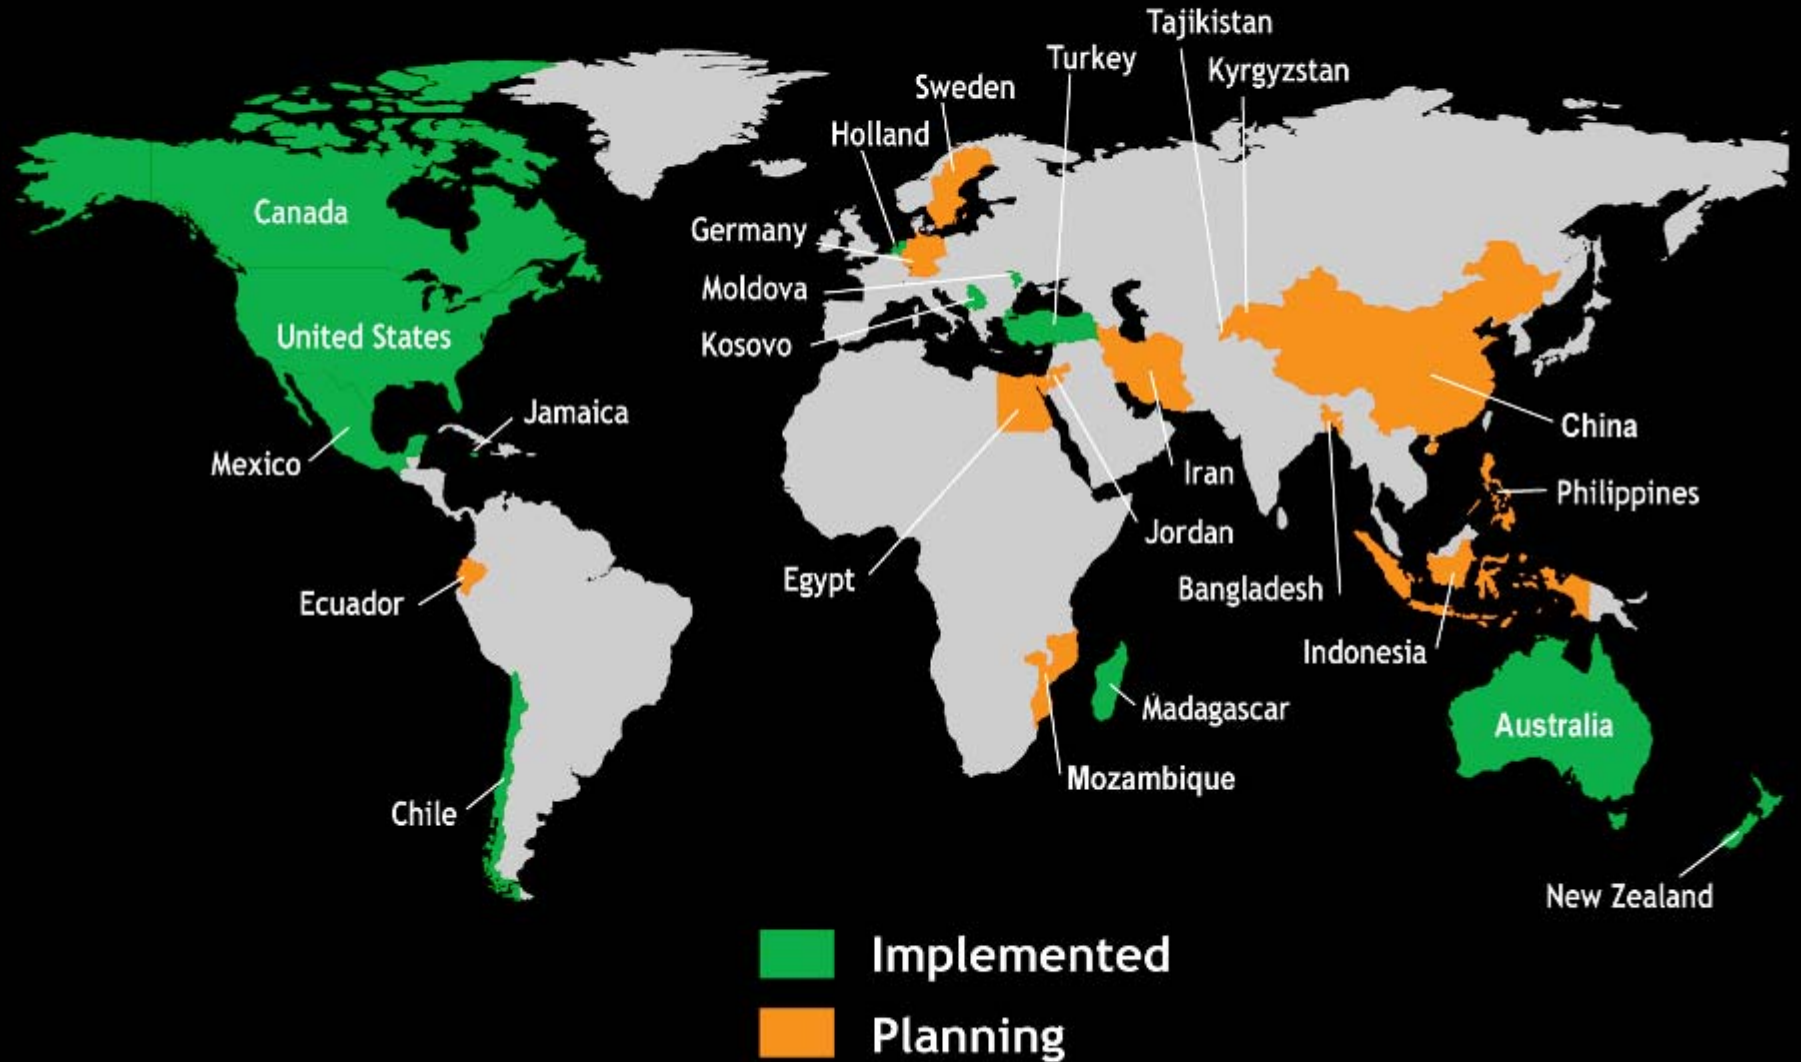 Tajikistan
Turkey
Kyrgyzstan
Sweden
Holland
Canada
Germany
Moldova
United States
Kosovo
Jamaica
China
Mexico
Iran
Philippines
Jordan
Egypt
Bangladesh
Ecuador
Indonesia
Madagascar
Australia
Mozambique
Chile
New Zealand
Implemented
Planning